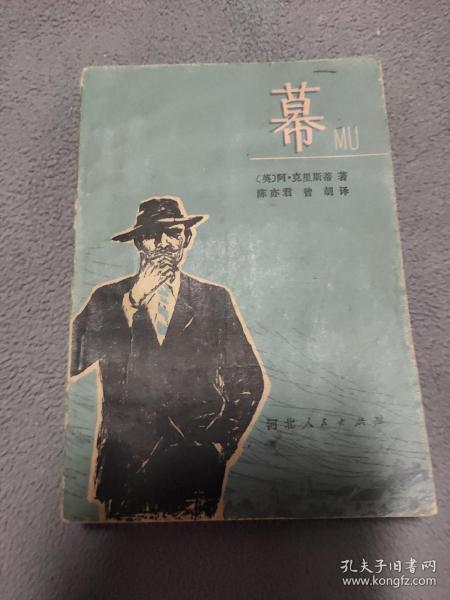 幕
MU
〔英〕阿·克里斯蒂 著
陈亦君 曾胡 译
河北人民出版社
孔夫子旧书网
www.kongfz.com